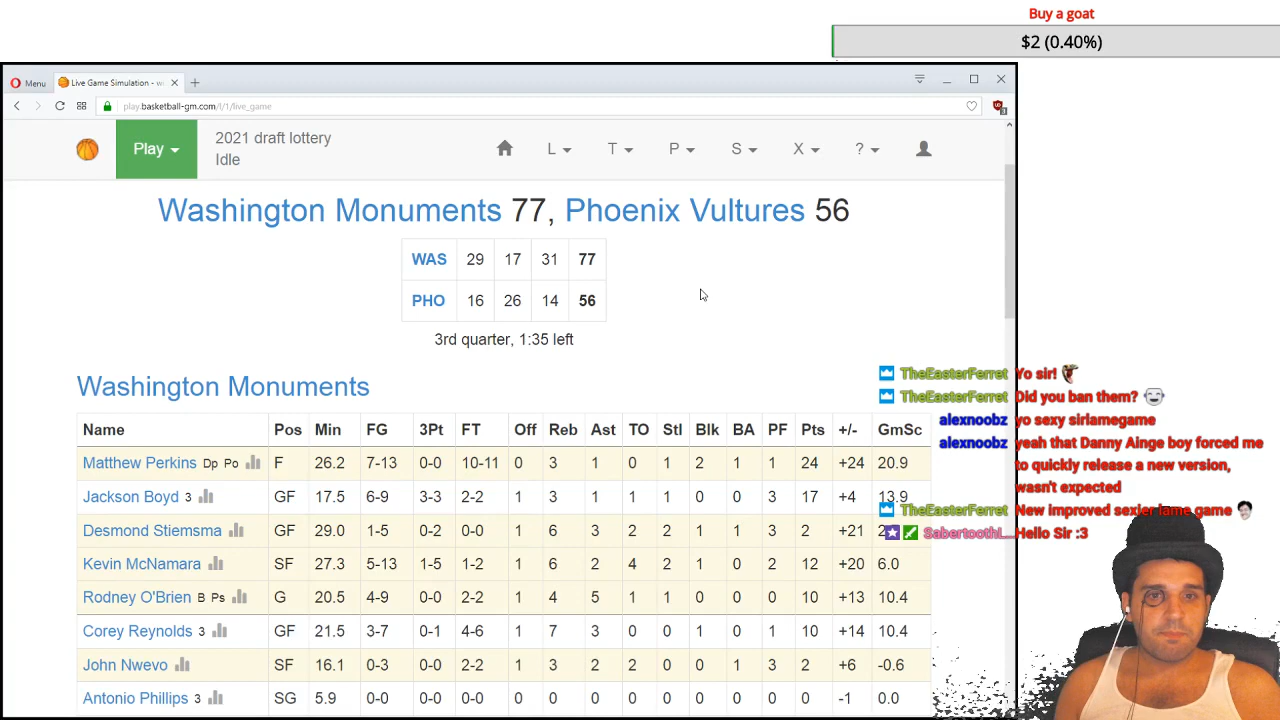 Buy a goat
$2 (0.40%)
Menu
Live Game Simulation - w
play.basketball-gm.com/l/1/live_game
Play
2021 draft lottery
Idle
L T P S X ?
Washington Monuments 77, Phoenix Vultures 56
WAS 29 17 31 77
PHO 16 26 14 56
3rd quarter, 1:35 left
Washington Monuments
Name Pos Min FG 3Pt FT Off Reb Ast TO Stl Blk BA PF Pts +/- GmSc
Matthew Perkins Dp Po F 26.2 7-13 0-0 10-11 0 3 1 0 1 2 1 1 24 +24 20.9
Jackson Boyd 3 GF 17.5 6-9 3-3 2-2 1 3 1 1 1 0 0 3 17 +4 13.9
Desmond Stiemsma GF 29.0 1-5 0-2 0-0 1 6 3 2 2 1 1 3 2 +21
Kevin McNamara SF 27.3 5-13 1-5 1-2 1 6 2 4 2 1 0 2 12 +20 6.0
Rodney O'Brien B Ps G 20.5 4-9 0-0 2-2 1 4 5 1 1 0 0 0 10 +13 10.4
Corey Reynolds 3 GF 21.5 3-7 0-1 4-6 1 7 3 0 0 1 0 1 10 +14 10.4
John Nwevo SF 16.1 0-3 0-0 2-2 1 3 2 2 0 0 1 3 2 +6 -0.6
Antonio Phillips 3 SG 5.9 0-0 0-0 0-0 0 0 0 0 0 0 0 0 0 -1 0.0
TheEasterFerret Yo sir!
TheEasterFerret Did you ban them?
alexnoobz yo sexy sirlamegame
alexnoobz yeah that Danny Ainge boy forced me
to quickly release a new version,
wasn't expected
TheEasterFerret New improved sexier lame game
SabertoothL... Hello Sir :3